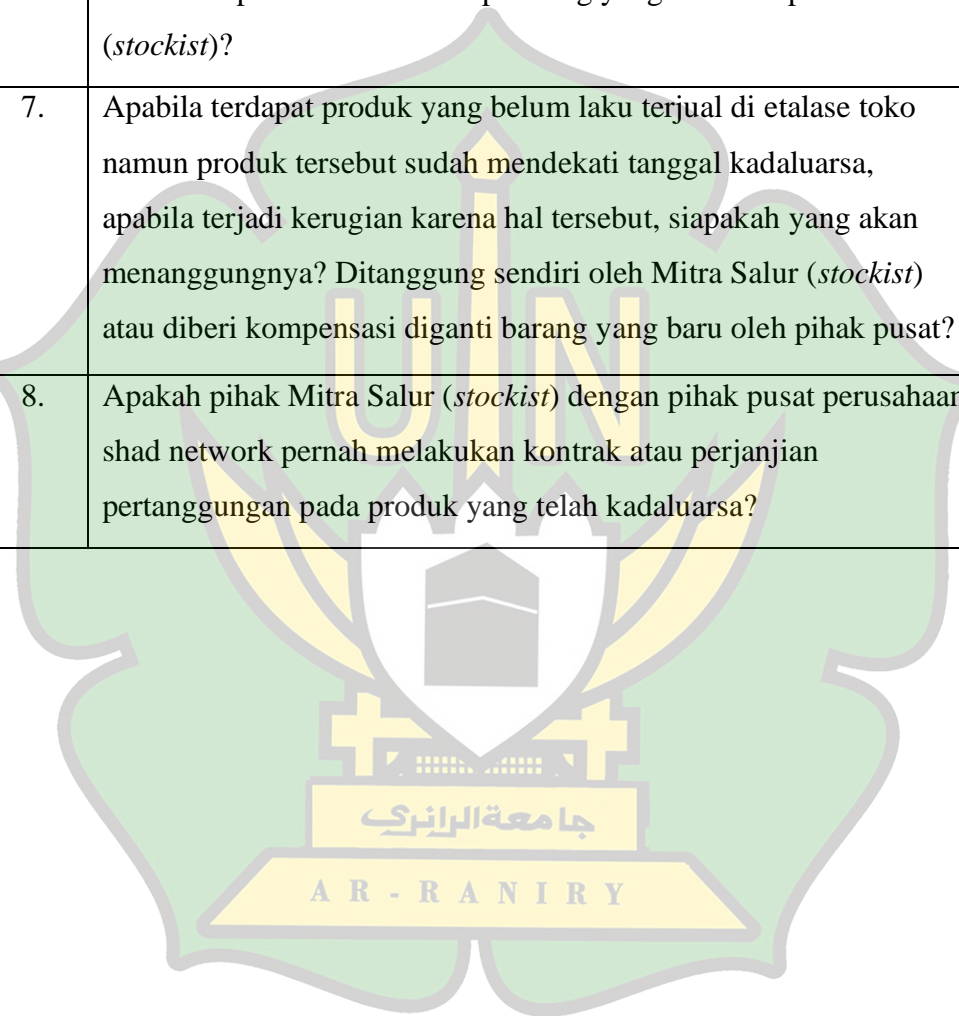 (stockist)?
7. Apabila terdapat produk yang belum laku terjual di etalase toko
namun produk tersebut sudah mendekati tanggal kadaluarsa,
apabila terjadi kerugian karena hal tersebut, siapakah yang akan
menanggungnya? Ditanggung sendiri oleh Mitra Salur (stockist)
atau diberi kompensasi diganti barang yang baru oleh pihak pusat?
8. Apakah pihak Mitra Salur (stockist) dengan pihak pusat perusahaan
shad network pernah melakukan kontrak atau perjanjian
pertanggungan pada produk yang telah kadaluarsa?
UIN
جامعةالرانري
AR-RANIRY